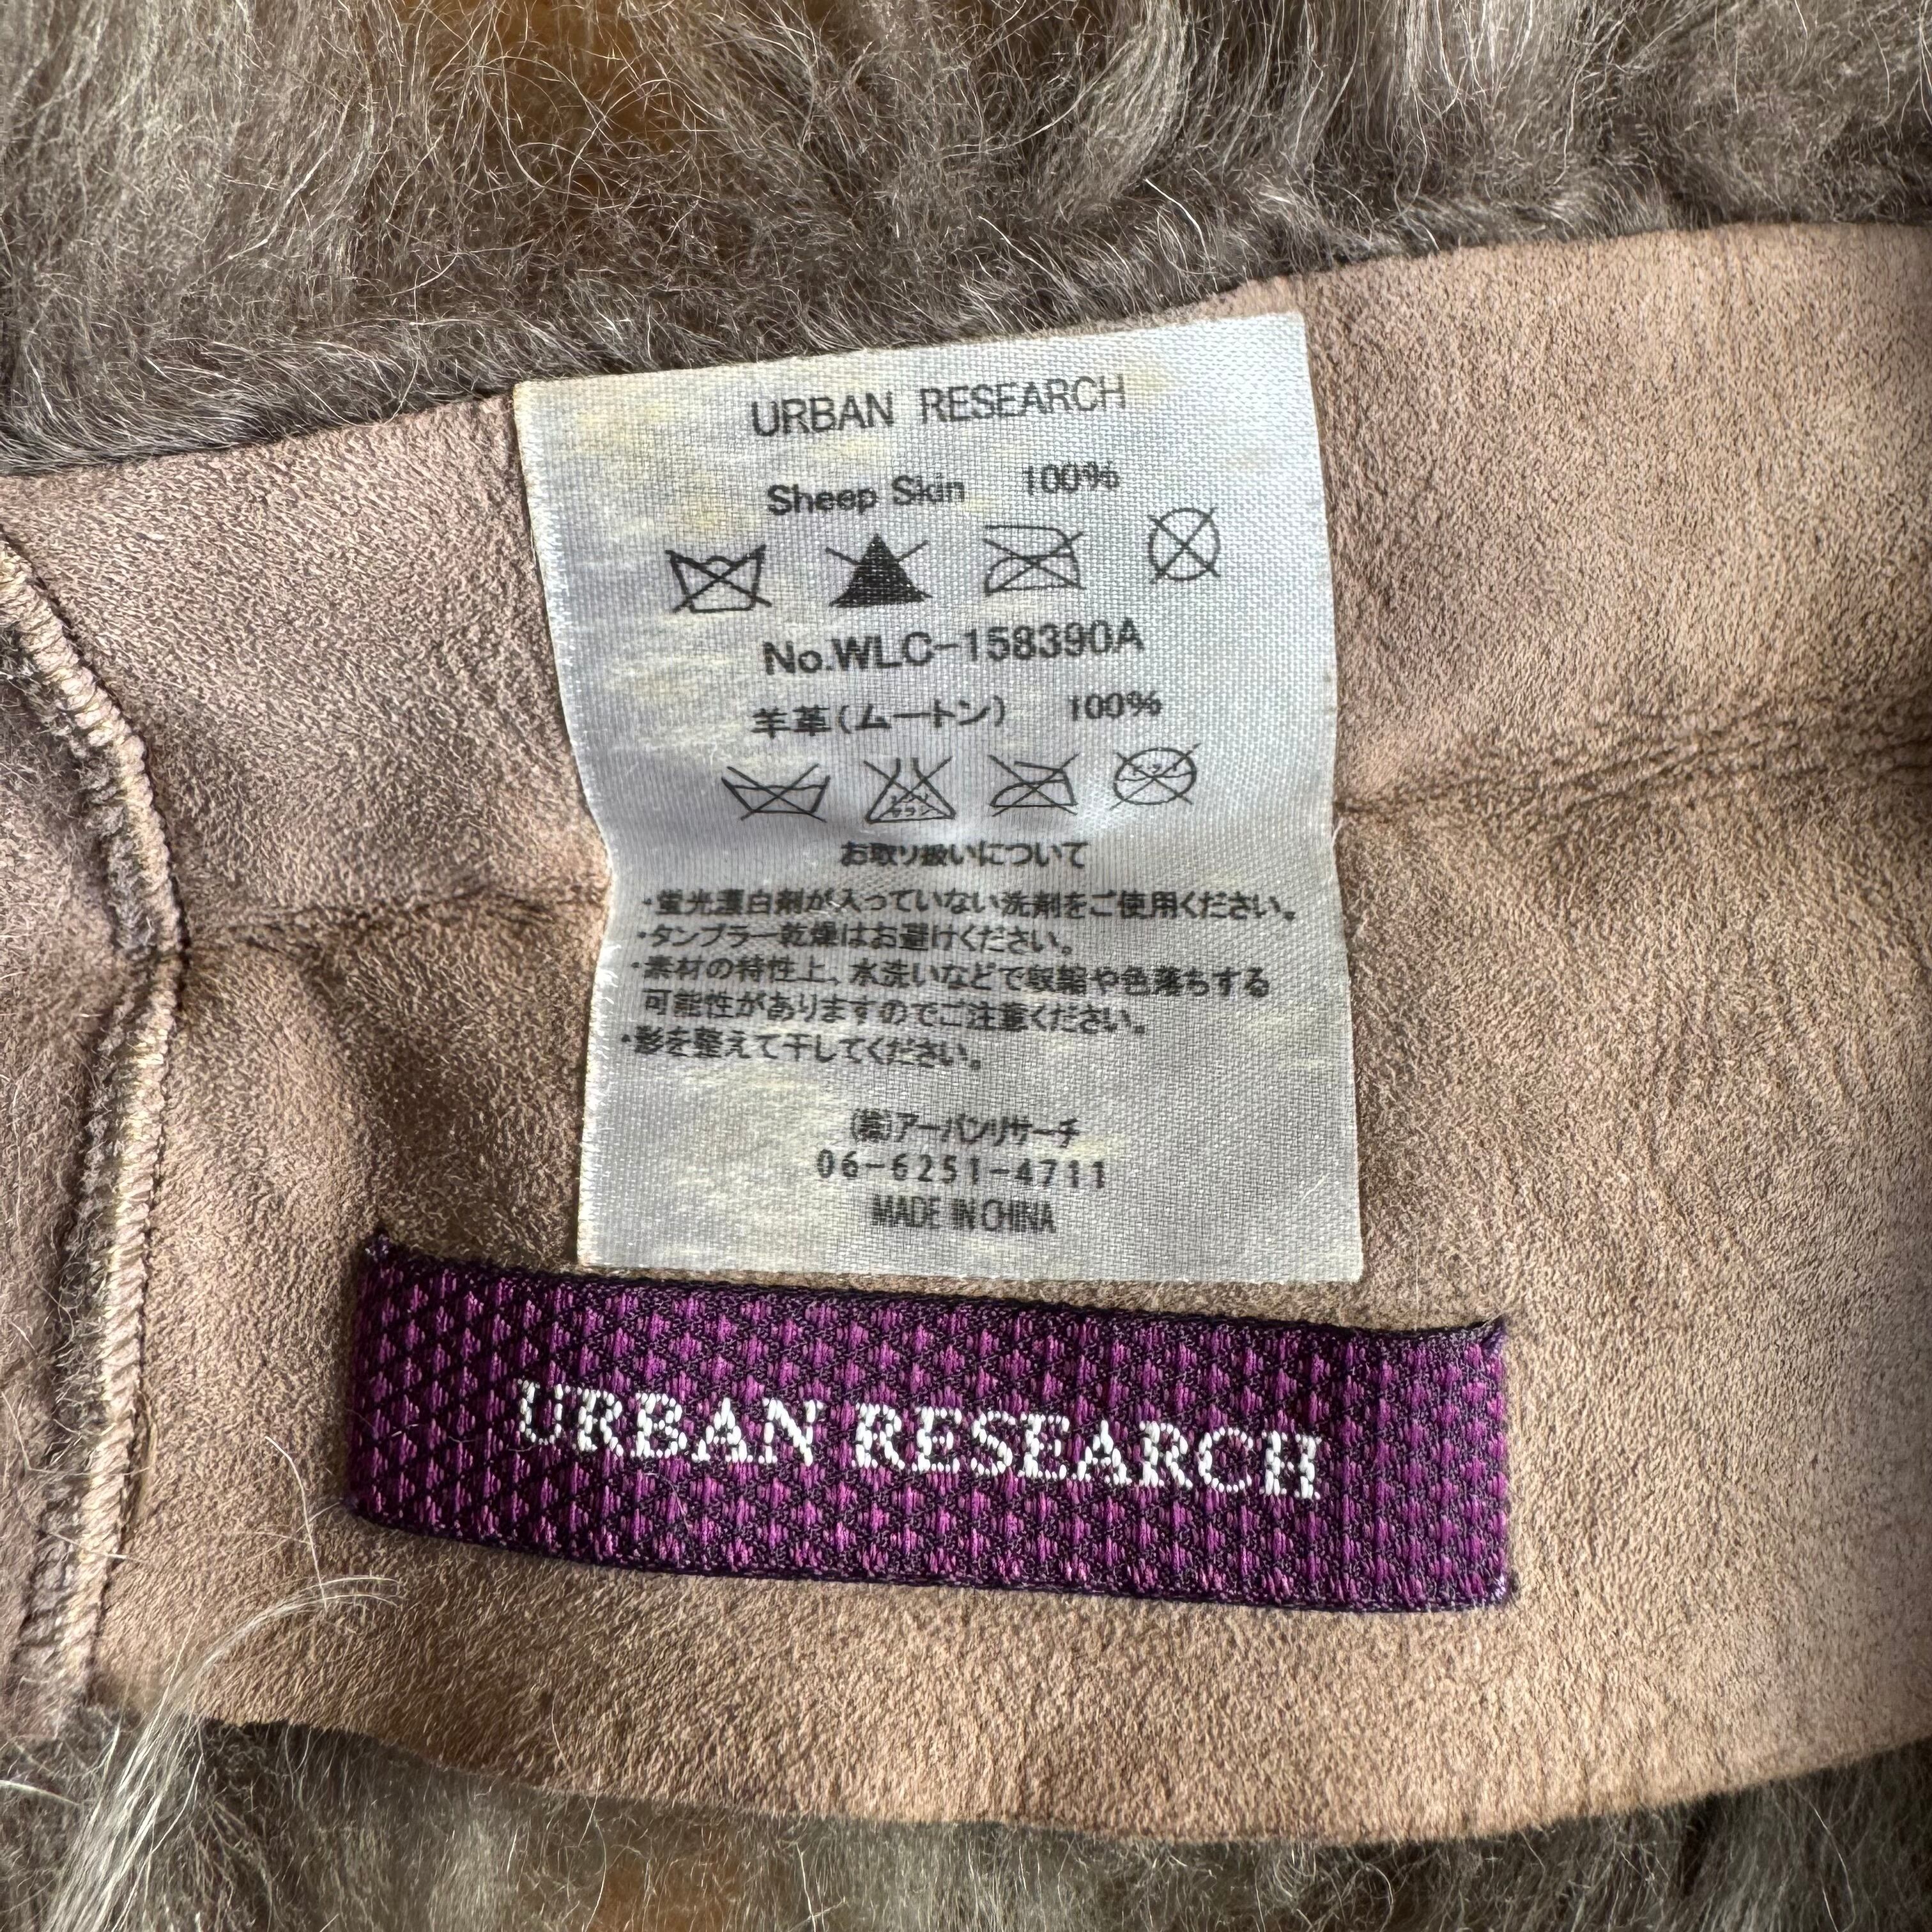 URBAN RESEARCH
Sheep Skin 100%
No.WLC-158390A
羊革(ムートン) 100%
お取り扱いについて
・蛍光漂白剤が入っていない洗剤をご使用ください。
・タンブラー乾燥はお避けください。
・素材の特性上、水洗いなどで収縮や色落ちする
可能性がありますのでご注意ください。
・形を整えて干してください。
(株)アーバンリサーチ
06-6251-4711
MADE IN CHINA
URBAN RESEARCH